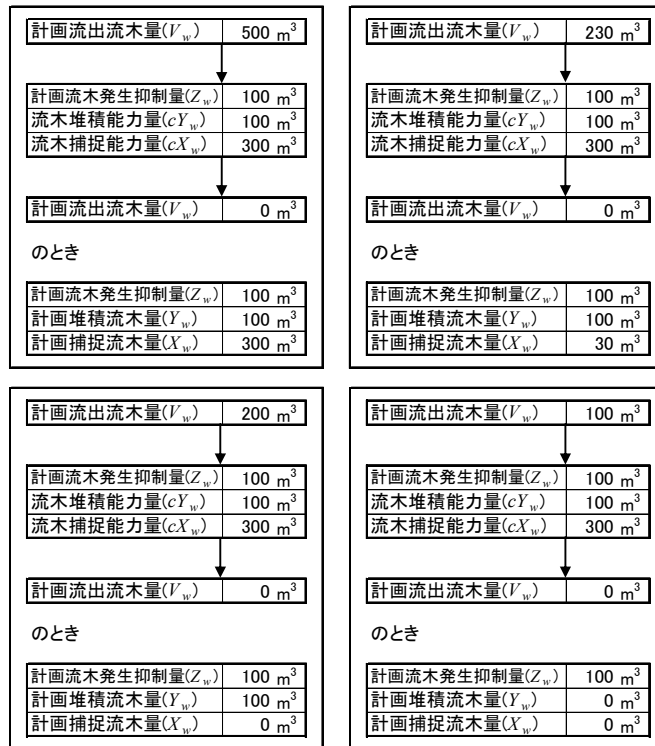 計画流出流木量(Vw) 500 m³
計画流木発生抑制量(Zw) 100 m³
流木堆積能力量(cYw) 100 m³
流木捕捉能力量(cXw) 300 m³
計画流出流木量(Vw) 0 m³
のとき
計画流木発生抑制量(Zw) 100 m³
計画堆積流木量(Yw) 100 m³
計画捕捉流木量(Xw) 300 m³
計画流出流木量(Vw) 230 m³
計画流木発生抑制量(Zw) 100 m³
流木堆積能力量(cYw) 100 m³
流木捕捉能力量(cXw) 300 m³
計画流出流木量(Vw) 0 m³
のとき
計画流木発生抑制量(Zw) 100 m³
計画堆積流木量(Yw) 100 m³
計画捕捉流木量(Xw) 30 m³
計画流出流木量(Vw) 200 m³
計画流木発生抑制量(Zw) 100 m³
流木堆積能力量(cYw) 100 m³
流木捕捉能力量(cXw) 300 m³
計画流出流木量(Vw) 0 m³
のとき
計画流木発生抑制量(Zw) 100 m³
計画堆積流木量(Yw) 100 m³
計画捕捉流木量(Xw) 0 m³
計画流出流木量(Vw) 100 m³
計画流木発生抑制量(Zw) 100 m³
流木堆積能力量(cYw) 100 m³
流木捕捉能力量(cXw) 300 m³
計画流出流木量(Vw) 0 m³
のとき
計画流木発生抑制量(Zw) 100 m³
計画堆積流木量(Yw) 0 m³
計画捕捉流木量(Xw) 0 m³